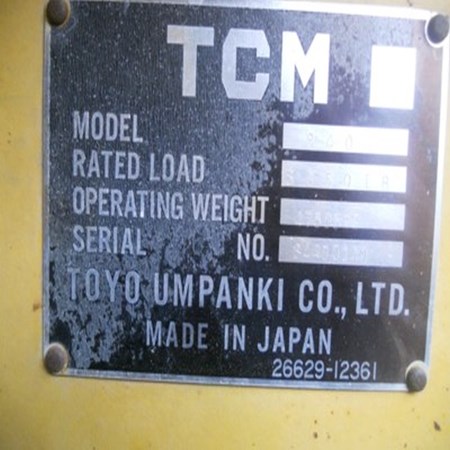 TCM
MODEL
RATED LOAD
OPERATING WEIGHT
SERIAL NO.
TOYO UMPANKI CO., LTD.
MADE IN JAPAN
26629-12361